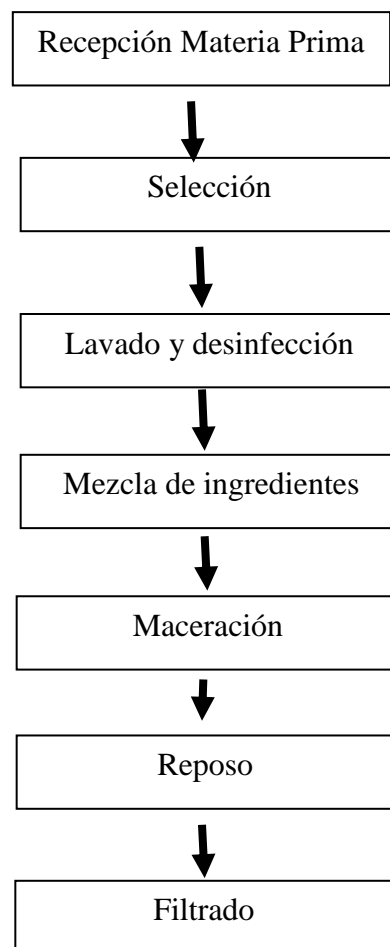 Recepción Materia Prima
Selección
Lavado y desinfección
Mezcla de ingredientes
Maceración
Reposo
Filtrado